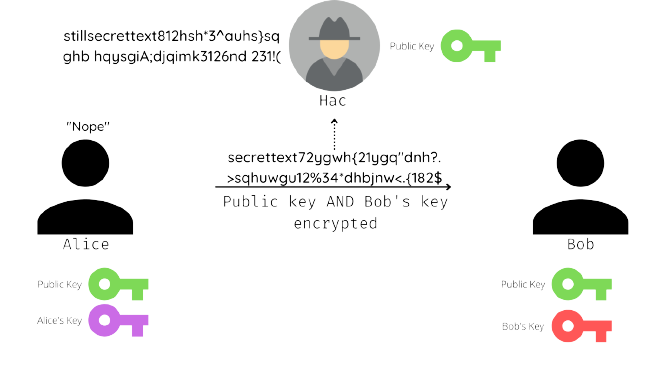 stillsecrettext812hsh*3^auhs}sq
ghb hqysgiA;djqimk3126nd 231!(
Public Key
Hac
"Nope"
secrettext72ygwh{21ygq"dnh?.
>sqhuwgu12%34*dhbjnw<.{182$
Public key AND Bob's key
encrypted
Alice
Bob
Public Key
Alice's Key
Public Key
Bob's Key